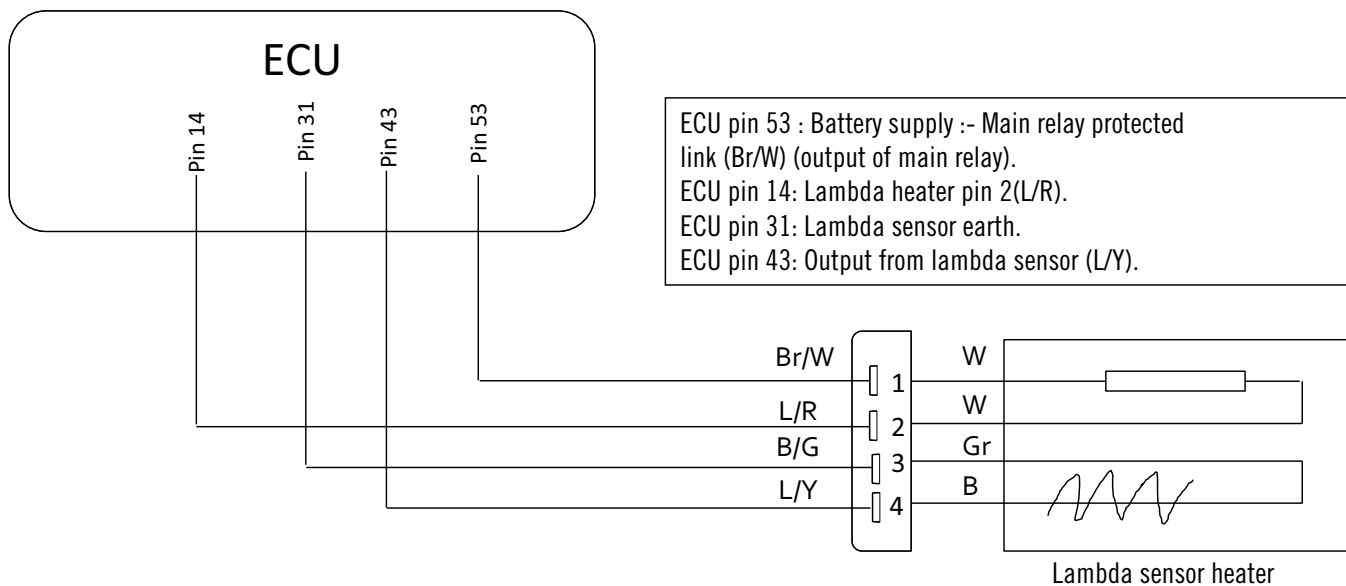 ECU
Pin 14
Pin 31
Pin 43
Pin 53
ECU pin 53 : Battery supply :- Main relay protected
link (Br/W) (output of main relay).
ECU pin 14: Lambda heater pin 2(L/R).
ECU pin 31: Lambda sensor earth.
ECU pin 43: Output from lambda sensor (L/Y).
Br/W 1 W
L/R 2 W
B/G 3 Gr
L/Y 4 B
Lambda sensor heater